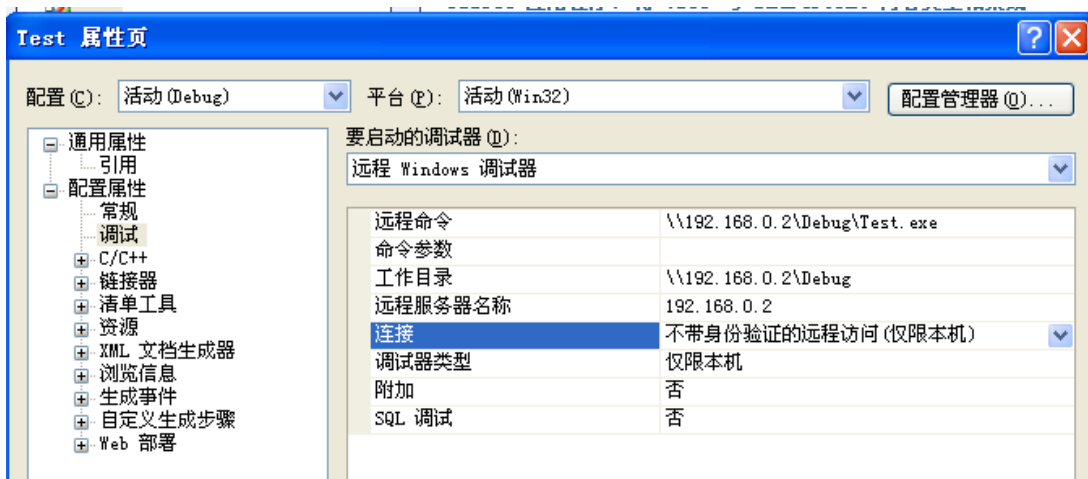 Test 属性页
配置(C): 活动(Debug) 平台(P): 活动(Win32) 配置管理器(O)...
通用属性
引用
配置属性
常规
调试
C/C++
链接器
清单工具
资源
XML 文档生成器
浏览信息
生成事件
自定义生成步骤
Web 部署
要启动的调试器(D):
远程 Windows 调试器
远程命令 \\192.168.0.2\Debug\Test.exe
命令参数
工作目录 \\192.168.0.2\Debug
远程服务器名称 192.168.0.2
连接 不带身份验证的远程访问(仅限本机)
调试器类型 仅限本机
附加 否
SQL 调试 否